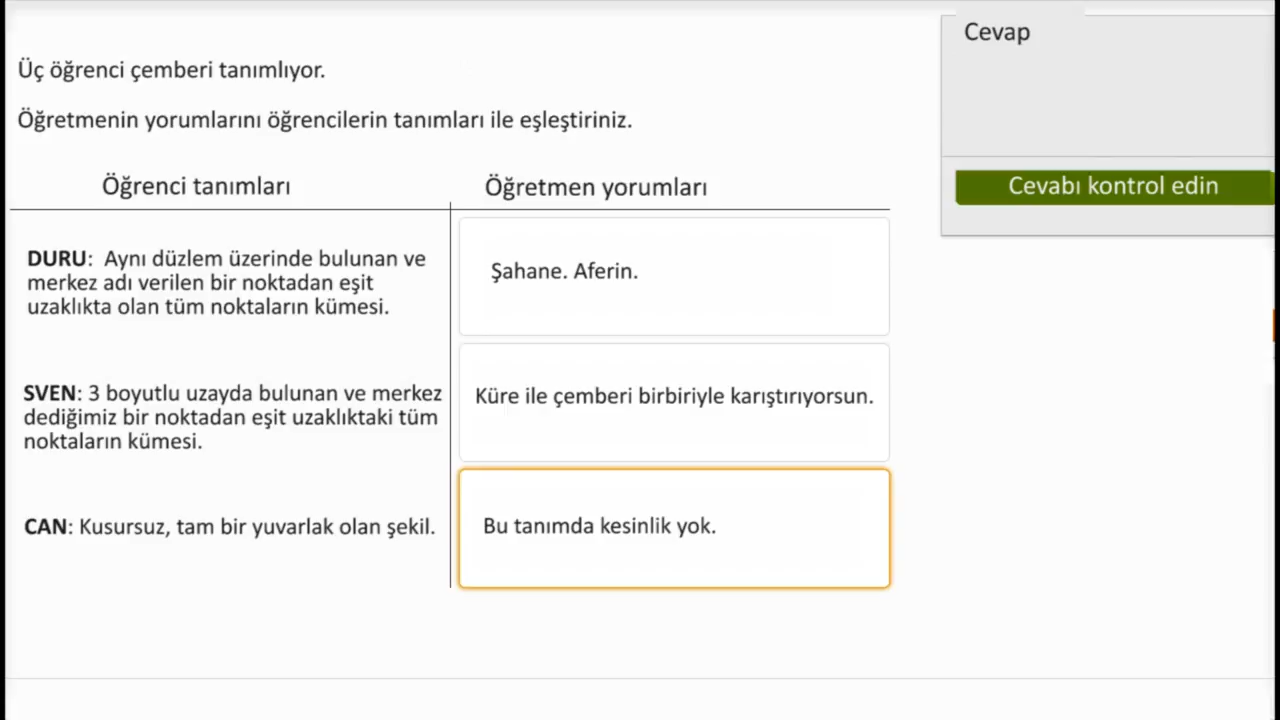 Cevap
Üç öğrenci çemberi tanımlıyor.
Öğretmenin yorumlarını öğrencilerin tanımları ile eşleştiriniz.
Öğrenci tanımları
Öğretmen yorumları
Cevabı kontrol edin
DURU: Aynı düzlem üzerinde bulunan ve
merkez adı verilen bir noktadan eşit
uzaklıkta olan tüm noktaların kümesi.
Şahane. Aferin.
SVEN: 3 boyutlu uzayda bulunan ve merkez
dediğimiz bir noktadan eşit uzaklıktaki tüm
noktaların kümesi.
Küre ile çemberi birbiriyle karıştırıyorsun.
CAN: Kusursuz, tam bir yuvarlak olan şekil.
Bu tanımda kesinlik yok.